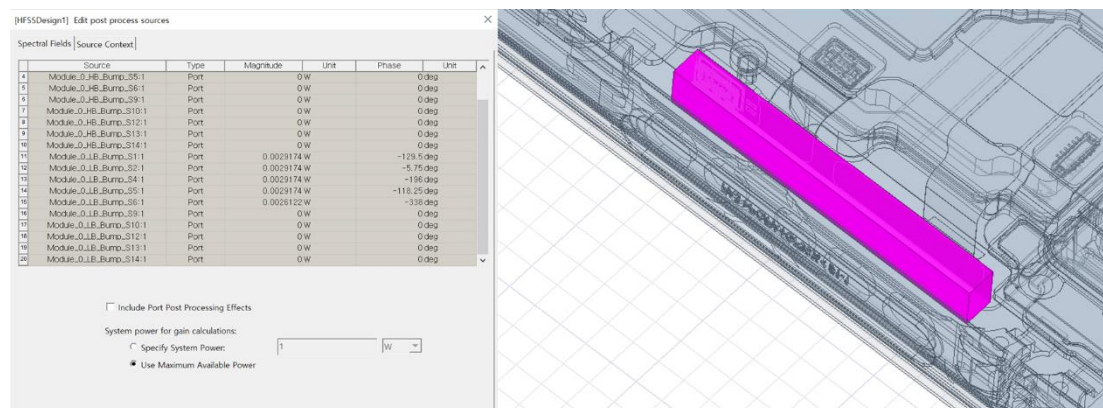 [HFSSDesign1] Edit post process sources
Spectral Fields Source Context
Source Type Magnitude Unit Phase Unit
4 Module_0_HB_Bump_S5:1 Port 0 W 0 deg
5 Module_0_HB_Bump_S6:1 Port 0 W 0 deg
6 Module_0_HB_Bump_S9:1 Port 0 W 0 deg
7 Module_0_HB_Bump_S10:1 Port 0 W 0 deg
8 Module_0_HB_Bump_S12:1 Port 0 W 0 deg
9 Module_0_HB_Bump_S13:1 Port 0 W 0 deg
10 Module_0_HB_Bump_S14:1 Port 0 W 0 deg
11 Module_0_LB_Bump_S1:1 Port 0.0029174 W -129.5 deg
12 Module_0_LB_Bump_S2:1 Port 0.0029174 W -5.75 deg
13 Module_0_LB_Bump_S4:1 Port 0.0029174 W -196 deg
14 Module_0_LB_Bump_S5:1 Port 0.0029174 W -118.25 deg
15 Module_0_LB_Bump_S6:1 Port 0.0026122 W -338 deg
16 Module_0_LB_Bump_S9:1 Port 0 W 0 deg
17 Module_0_LB_Bump_S10:1 Port 0 W 0 deg
18 Module_0_LB_Bump_S12:1 Port 0 W 0 deg
19 Module_0_LB_Bump_S13:1 Port 0 W 0 deg
20 Module_0_LB_Bump_S14:1 Port 0 W 0 deg
Include Port Post Processing Effects
System power for gain calculations:
Specify System Power: 1 W
Use Maximum Available Power